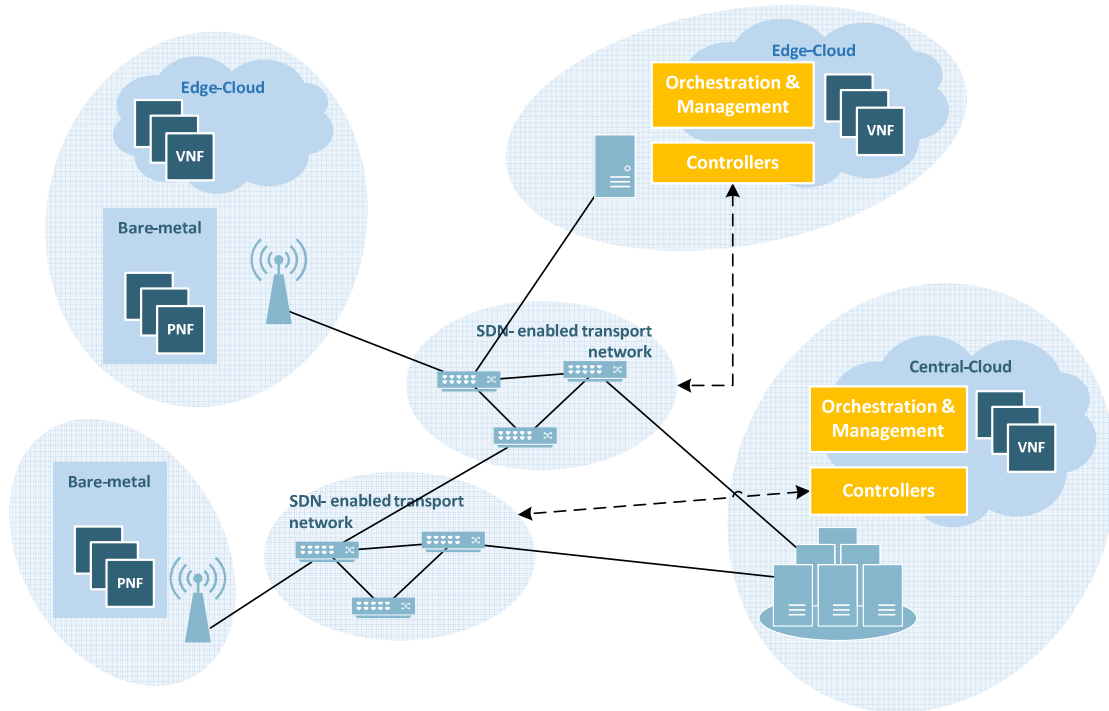 Edge-Cloud
VNF
Bare-metal
PNF
Edge-Cloud
Orchestration &
Management
VNF
Controllers
SDN- enabled transport
network
Central-Cloud
Orchestration &
Management
VNF
Controllers
Bare-metal
PNF
SDN- enabled transport
network